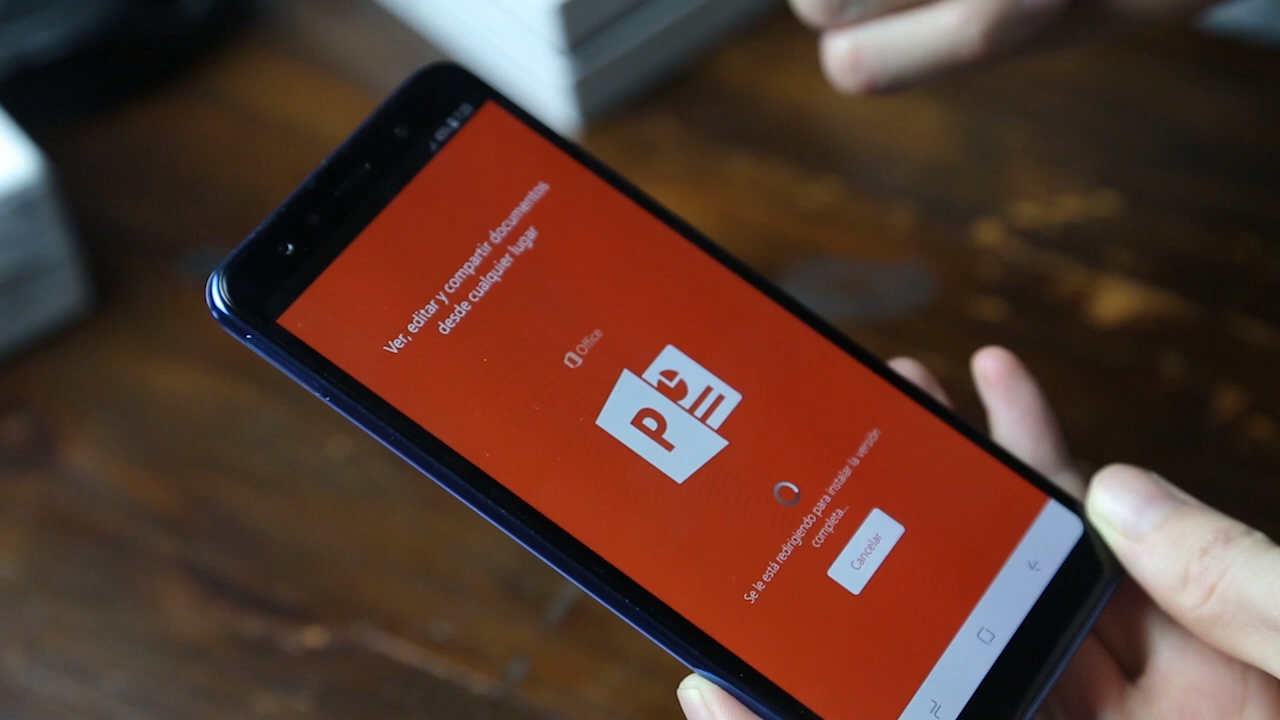 Ver, editar y compartir documentos
desde cualquier lugar
Office
P
Se le está redirigiendo para instalar la versión
completa...
Cancelar